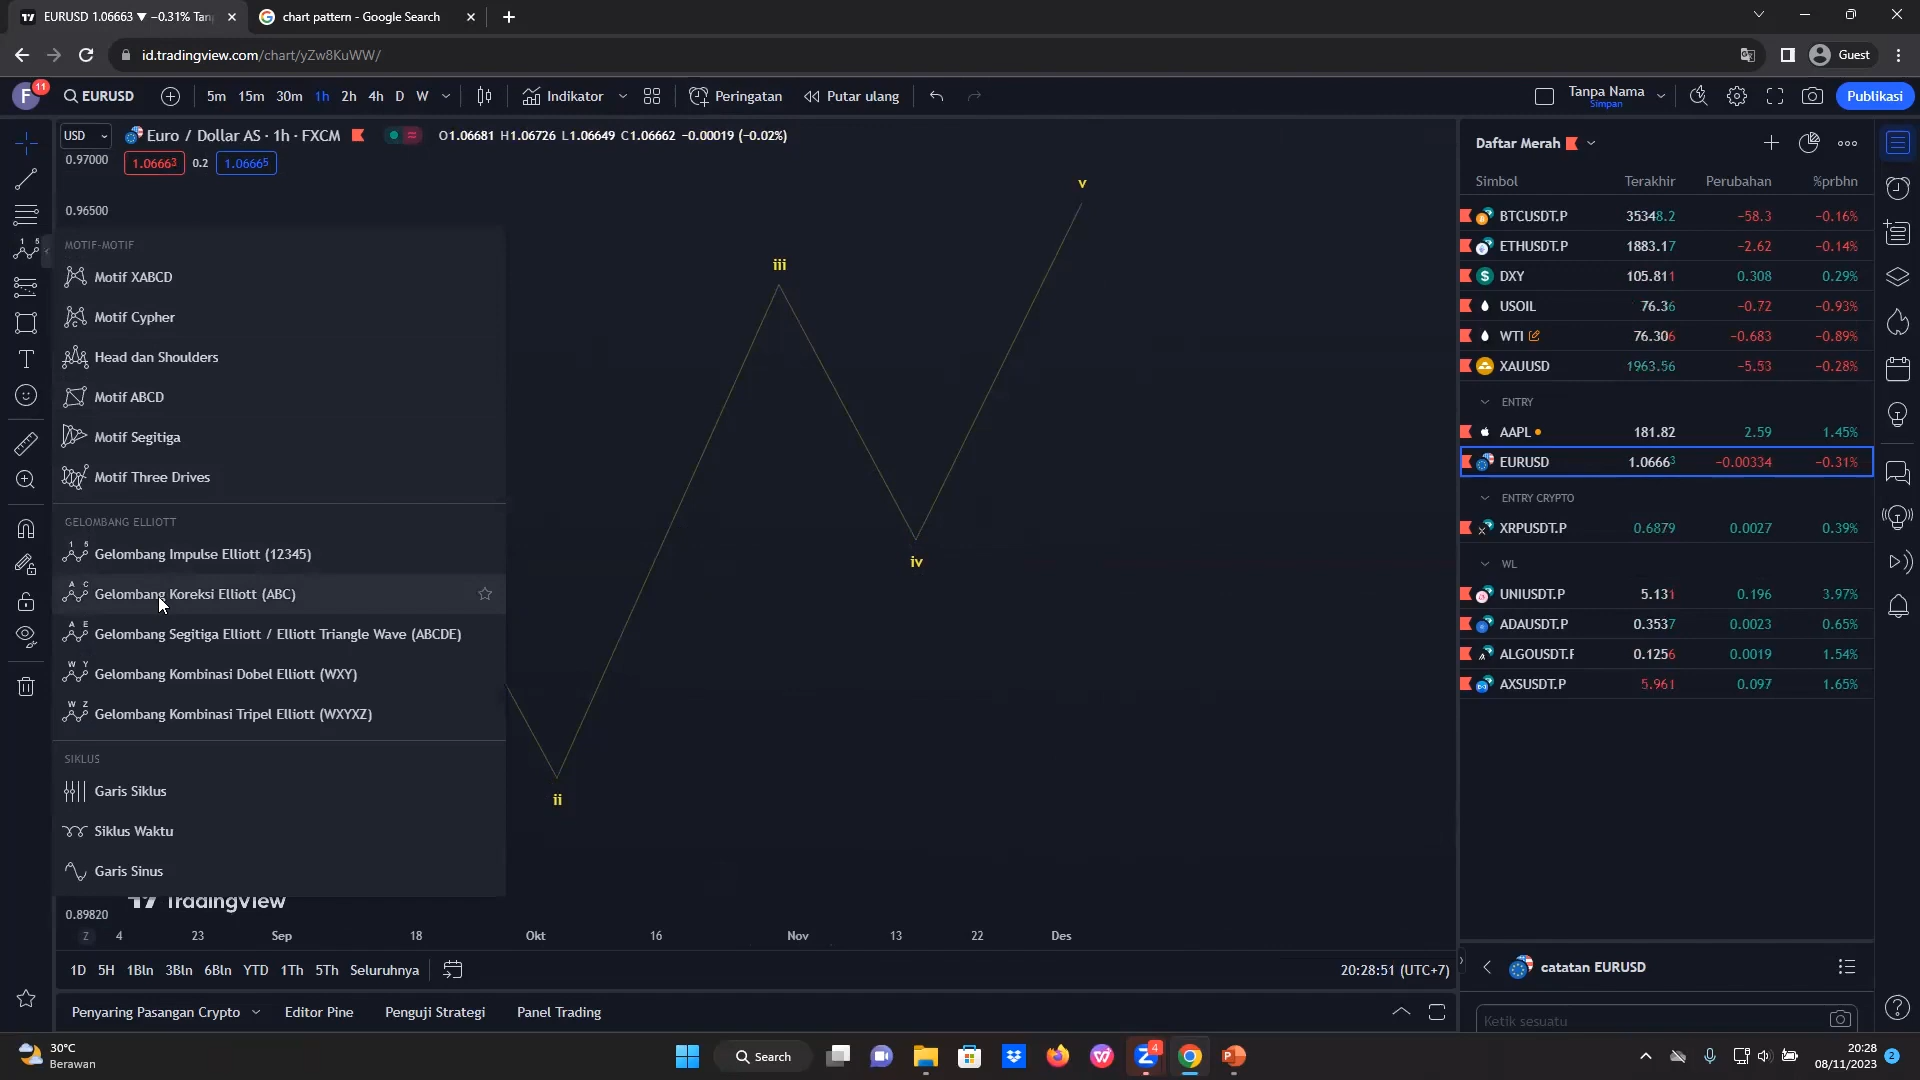 EURUSD 1.06663 ▼ −0.31% Tan
chart pattern - Google Search
id.tradingview.com/chart/yZw8KuWW/
Guest
F
11
EURUSD
5m 15m 30m 1h 2h 4h D W
Indikator
Peringatan
Putar ulang
Tanpa Nama
Simpan
Publikasi
USD
Euro / Dollar AS · 1h · FXCM
O1.06681 H1.06726 L1.06649 C1.06662 −0.00019 (−0.02%)
0.97000
1.06663 0.2 1.06665
0.96500
v
iii
iv
ii
MOTIF-MOTIF
Motif XABCD
Motif Cypher
Head dan Shoulders
Motif ABCD
Motif Segitiga
Motif Three Drives
GELOMBANG ELLIOTT
Gelombang Impulse Elliott (12345)
Gelombang Koreksi Elliott (ABC)
Gelombang Segitiga Elliott / Elliott Triangle Wave (ABCDE)
Gelombang Kombinasi Dobel Elliott (WXY)
Gelombang Kombinasi Tripel Elliott (WXYXZ)
SIKLUS
Garis Siklus
Siklus Waktu
Garis Sinus
TradingView
0.89820
Z 4 23 Sep 18 Okt 16 Nov 13 22 Des
1D 5H 1Bln 3Bln 6Bln YTD 1Th 5Th Seluruhnya
20:28:51 (UTC+7)
Penyaring Pasangan Crypto Editor Pine Penguji Strategi Panel Trading
Daftar Merah
Simbol Terakhir Perubahan %prbhn
BTCUSDT.P 35348.2 −58.3 −0.16%
ETHUSDT.P 1883.17 −2.62 −0.14%
DXY 105.811 0.308 0.29%
USOIL 76.36 −0.72 −0.93%
WTI 76.306 −0.683 −0.89%
XAUUSD 1963.56 −5.53 −0.28%
ENTRY
AAPL 181.82 2.59 1.45%
EURUSD 1.06663 −0.00334 −0.31%
ENTRY CRYPTO
XRPUSDT.P 0.6879 0.0027 0.39%
WL
UNIUSDT.P 5.131 0.196 3.97%
ADAUSDT.P 0.3537 0.0023 0.65%
ALGOUSDT.F 0.1256 0.0019 1.54%
AXSUSDT.P 5.961 0.097 1.65%
catatan EURUSD
Ketik sesuatu
30°C
Berawan
Search
4
20:28
08/11/2023
2